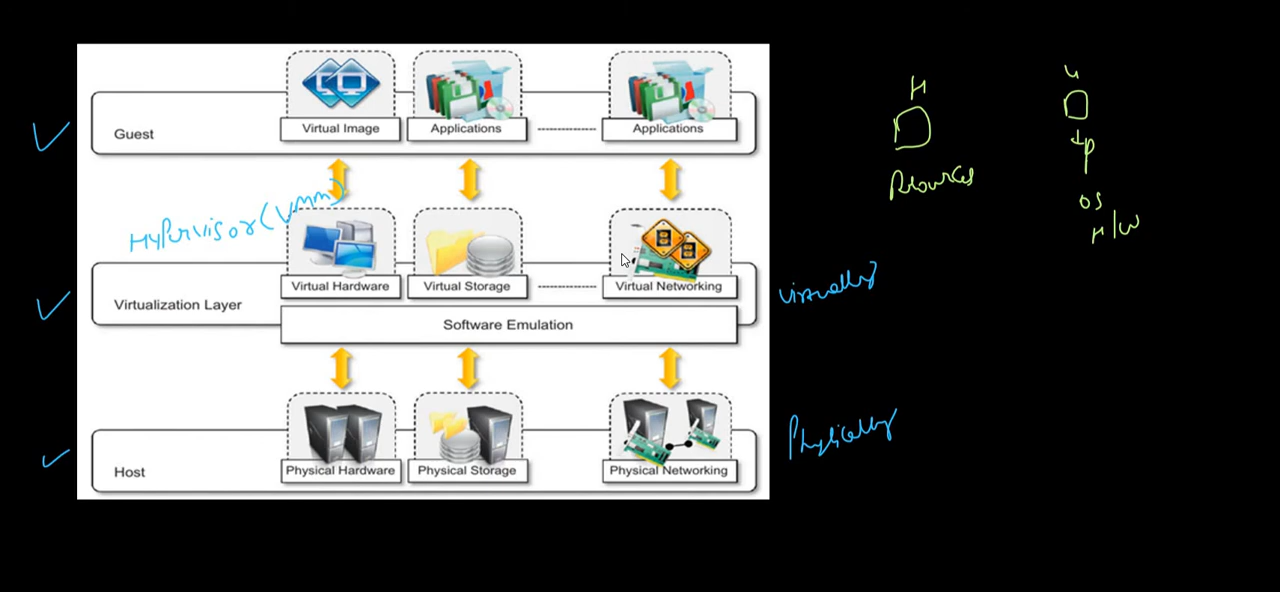 Virtual Image Applications Applications
Guest
Hypervisor (VMM)
Virtual Hardware Virtual Storage Virtual Networking
Virtualization Layer
Software Emulation
Virtually
Physically
Host
Physical Hardware Physical Storage Physical Networking
H
Resources
P
OS
H/W